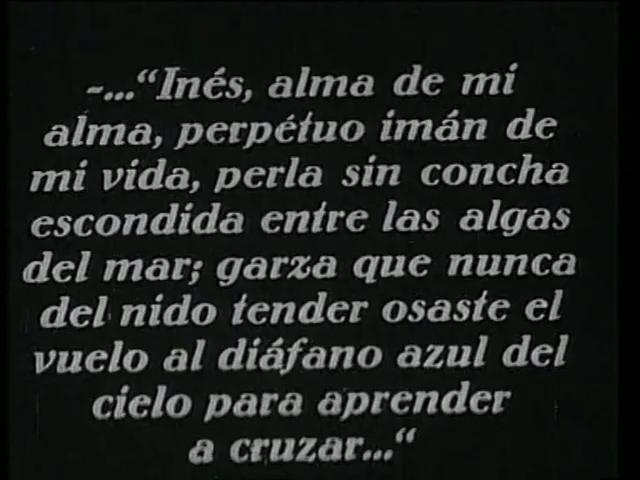 -..."Inés, alma de mi
alma, perpétuo imán de
mi vida, perla sin concha
escondida entre las algas
del mar; garza que nunca
del nido tender osaste el
vuelo al diáfano azul del
cielo para aprender
a cruzar...“